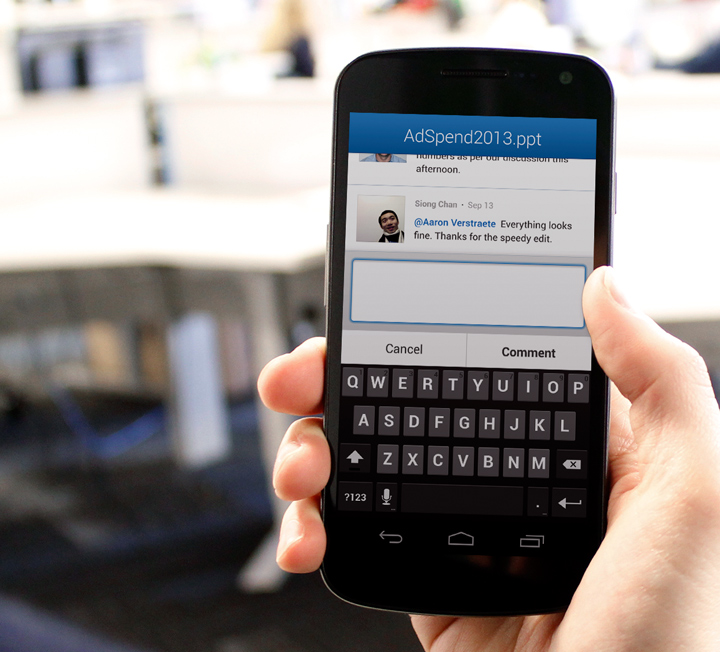 AdSpend2013.ppt
numbers as per our discussion this
afternoon.
Siong Chan • Sep 13
@Aaron Verstraete Everything looks
fine. Thanks for the speedy edit.
Cancel Comment
Q W E R T Y U I O P
A S D F G H J K L
Z X C V B N M
?123 .